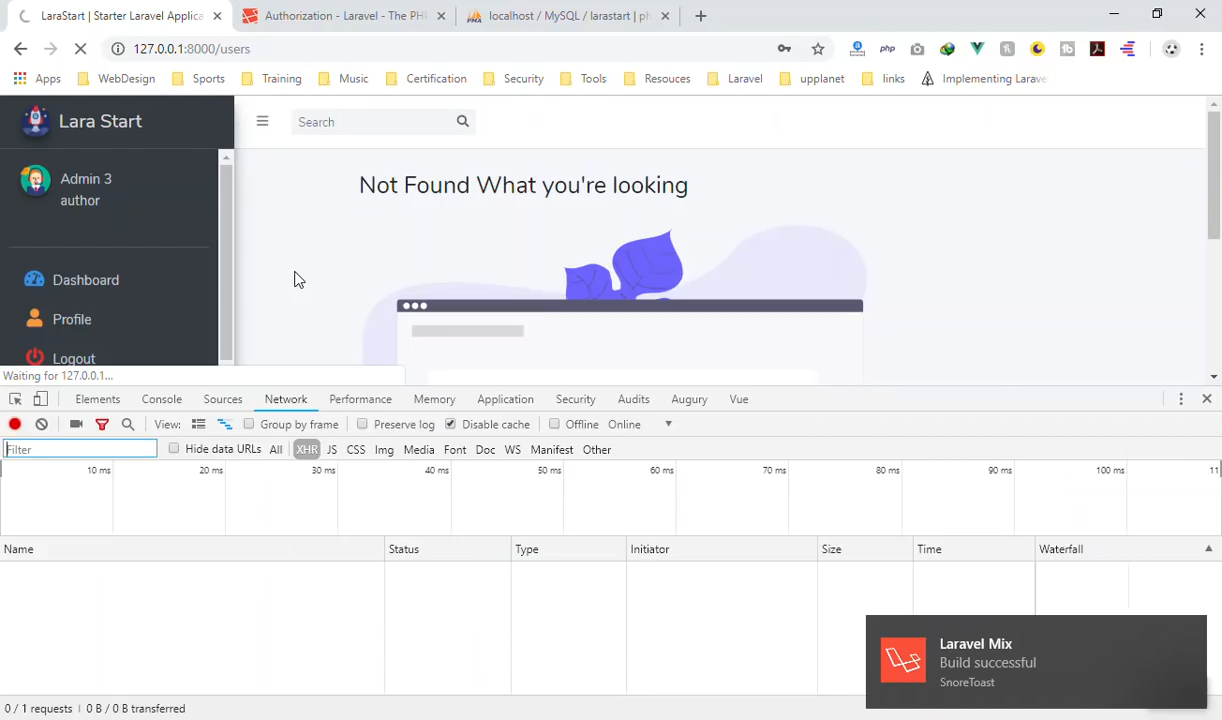 LaraStart | Starter Laravel Applica
Authorization - Laravel - The PH
localhost / MySQL / larastart | ph
127.0.0.1:8000/users
php
Apps
WebDesign
Sports
Training
Music
Certification
Security
Tools
Resouces
Laravel
upplanet
links
Implementing Larave
Lara Start
Search
Admin 3
author
Not Found What you're looking
Dashboard
Profile
Logout
Waiting for 127.0.0.1...
Elements
Console
Sources
Network
Performance
Memory
Application
Security
Audits
Augury
Vue
View:
Group by frame
Preserve log
Disable cache
Offline
Online
Filter
Hide data URLs
All
XHR
JS
CSS
Img
Media
Font
Doc
WS
Manifest
Other
10 ms
20 ms
30 ms
40 ms
50 ms
60 ms
70 ms
80 ms
90 ms
100 ms
11
Name
Status
Type
Initiator
Size
Time
Waterfall
Laravel Mix
Build successful
SnoreToast
0 / 1 requests | 0 B / 0 B transferred